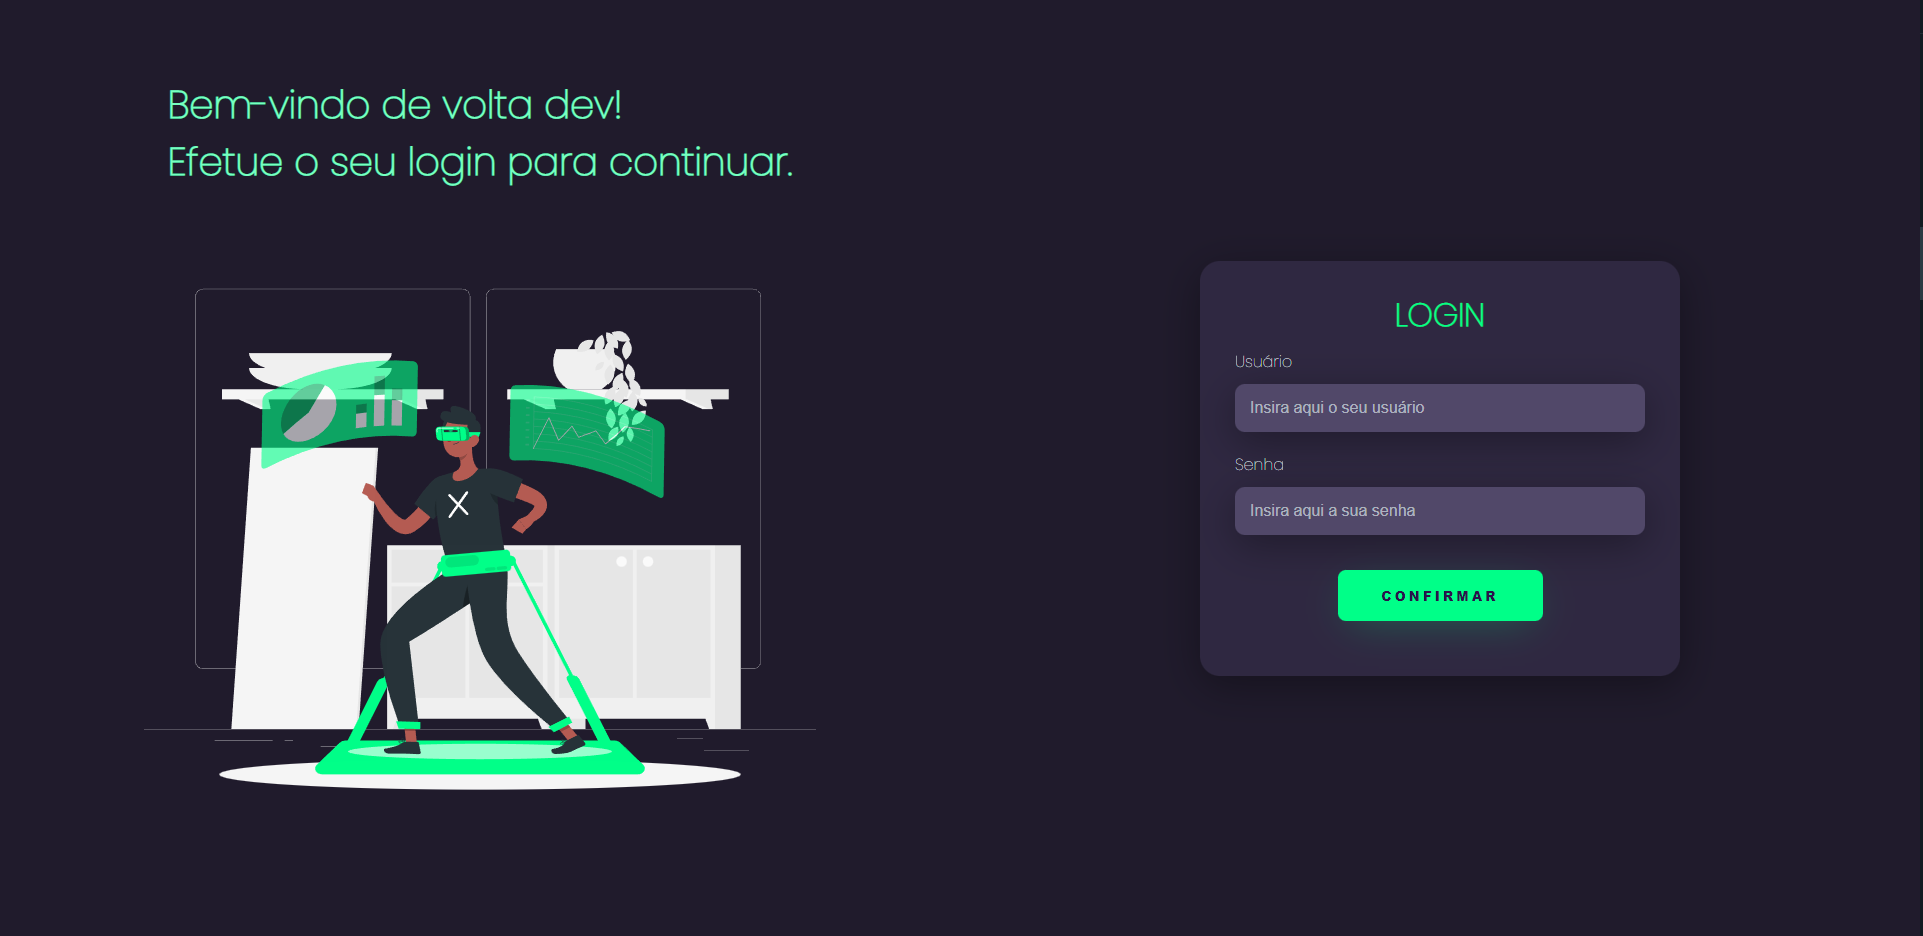 Bem-vindo de volta dev!
Efetue o seu login para continuar.
LOGIN
Usuário
Insira aqui o seu usuário
Senha
Insira aqui a sua senha
CONFIRMAR